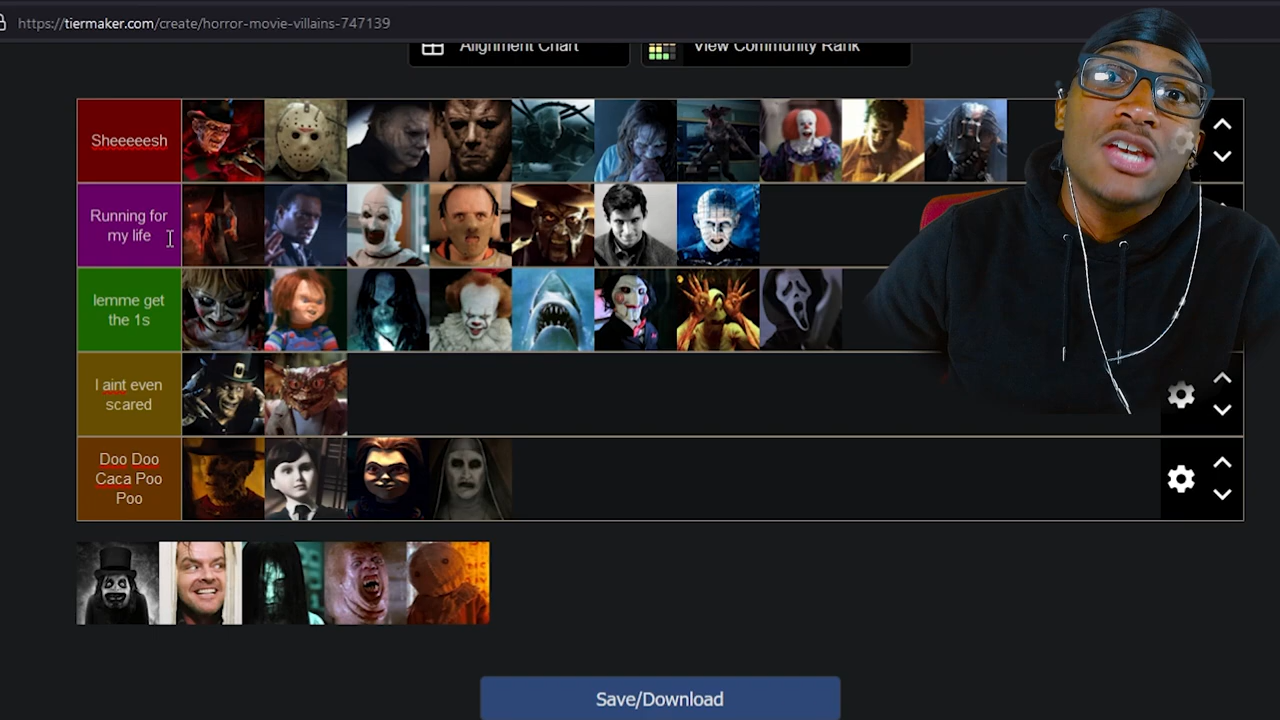 https://tiermaker.com/create/horror-movie-villains-747139
Alignment Chart
View Community Rank
Sheeeeesh
Running for
my life
lemme get
the 1s
I aint even
scared
Doo Doo
Caca Poo
Poo
Save/Download